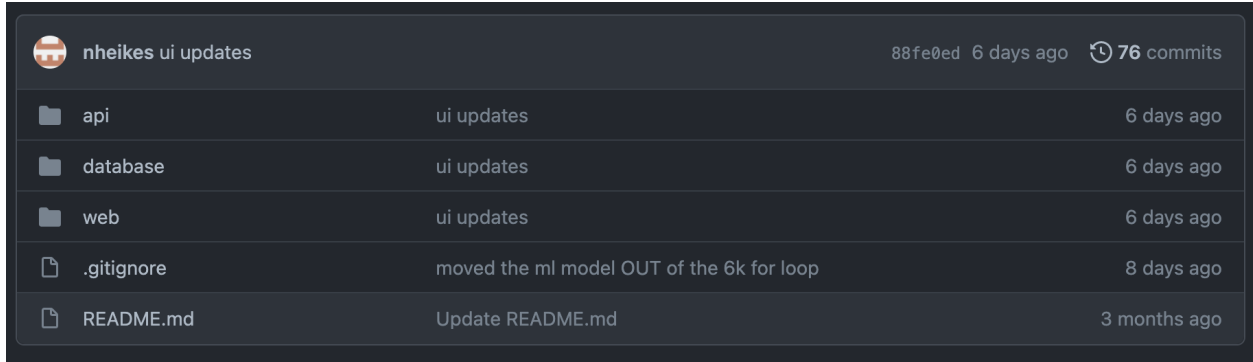 nheikes ui updates 88fe0ed 6 days ago 76 commits
api ui updates 6 days ago
database ui updates 6 days ago
web ui updates 6 days ago
.gitignore moved the ml model OUT of the 6k for loop 8 days ago
README.md Update README.md 3 months ago